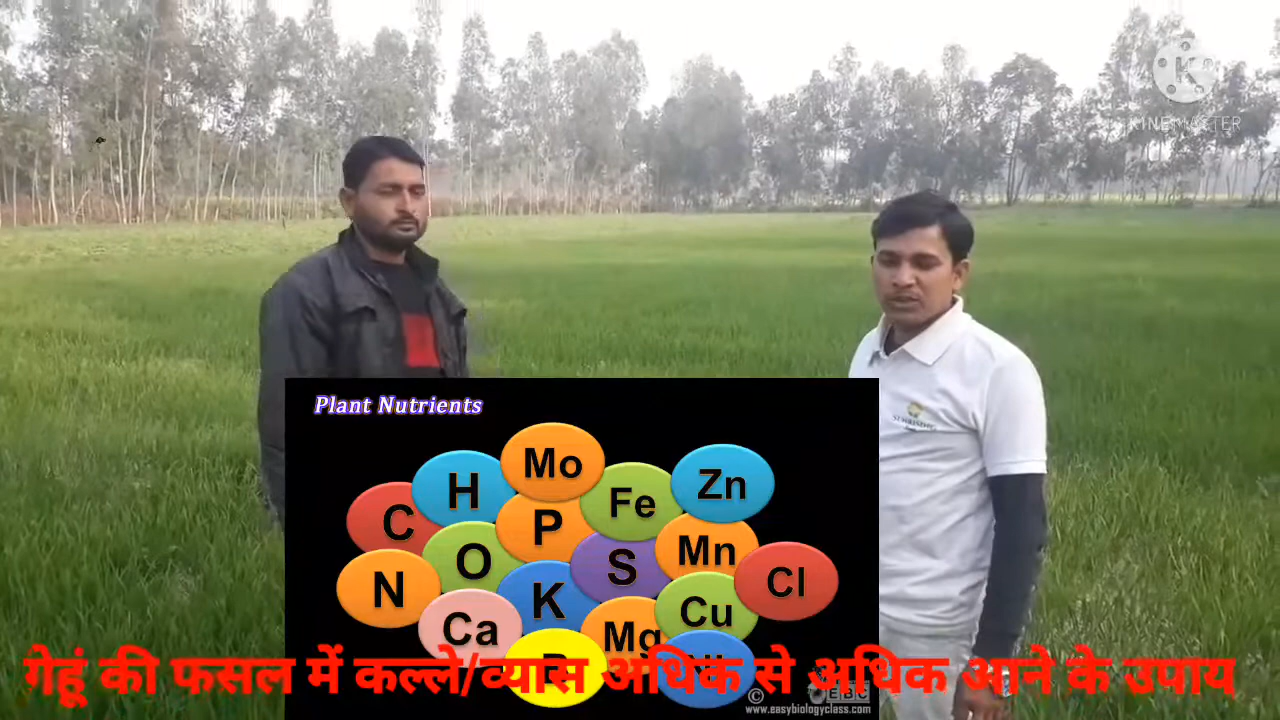 KINEMASTER
Plant Nutrients
Mo
H
Zn
Fe
C
P
O
S
Mn
N
K
Cl
Ca
Cu
Mg
गेहूं की फसल में कल्ले/व्यास अधिक से अधिक आने के उपाय
EBC
© www.easybiologyclass.com